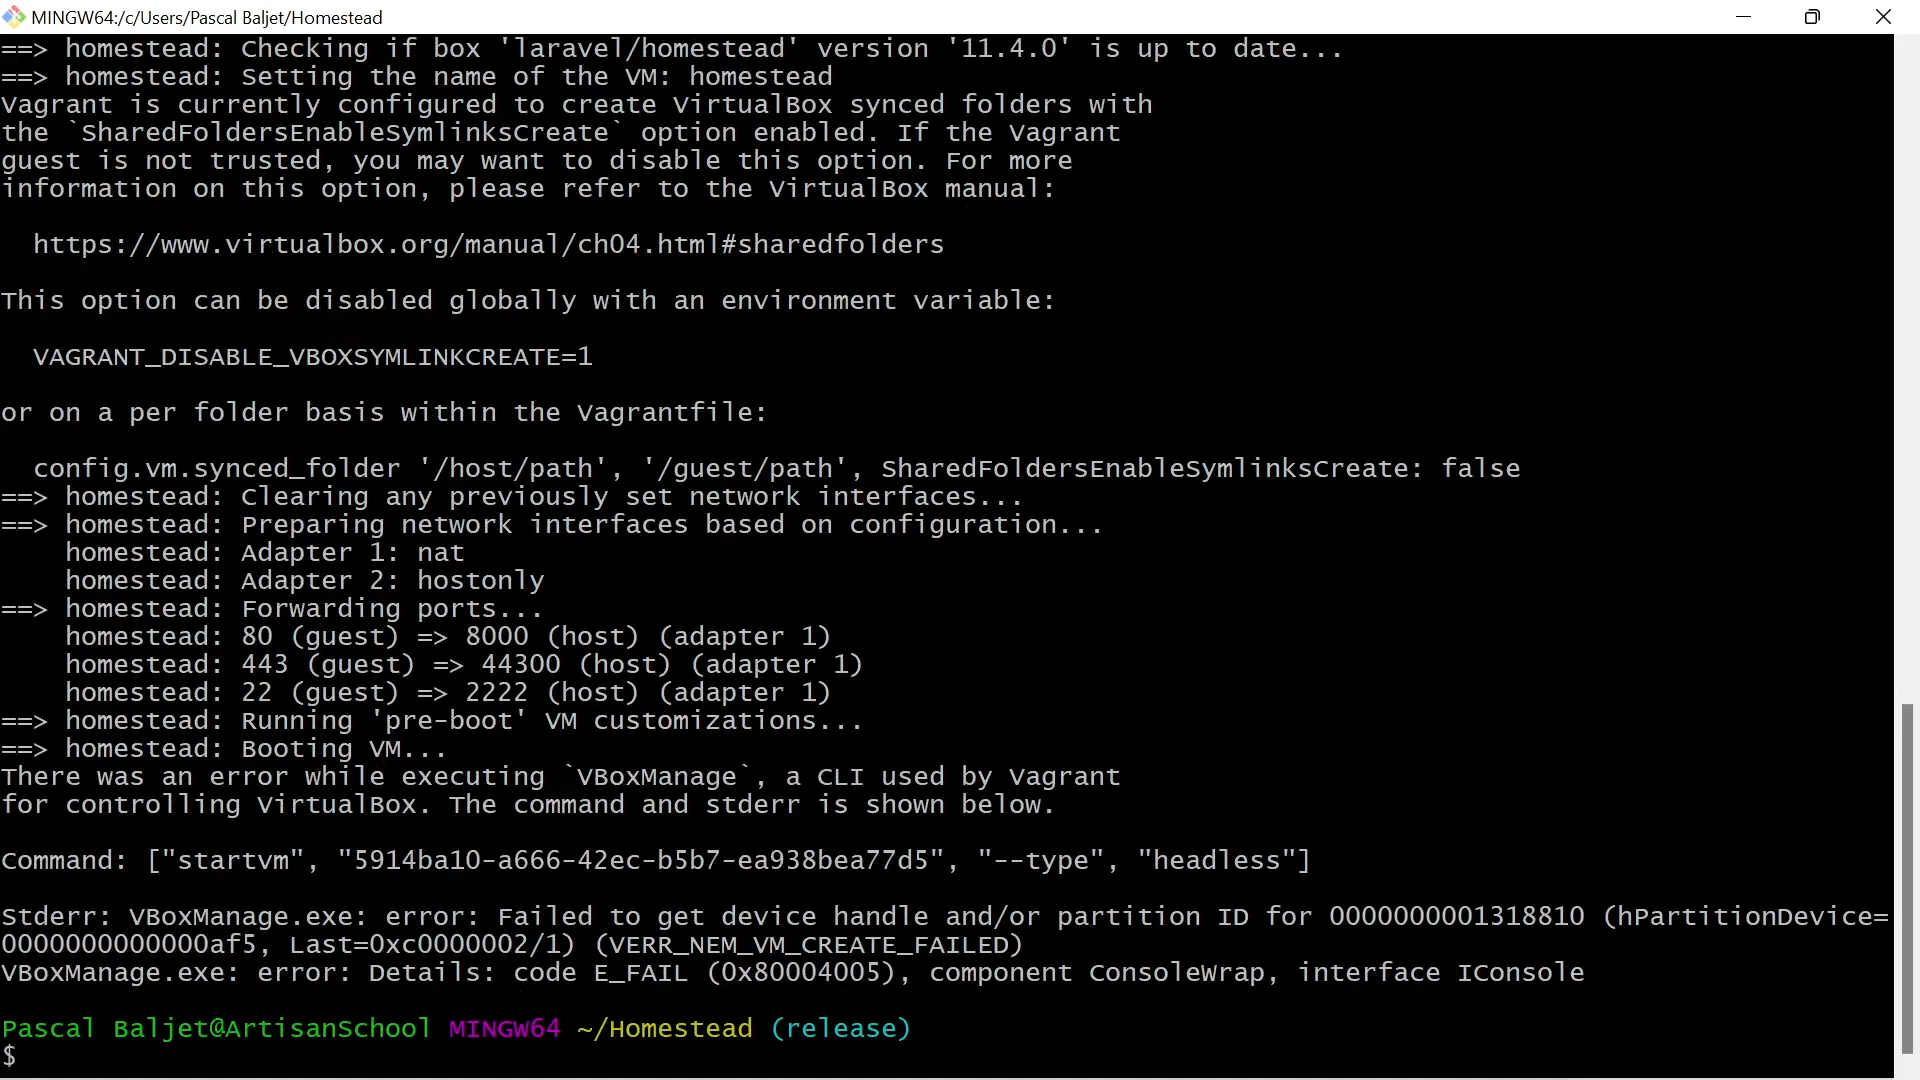 MINGW64:/c/Users/Pascal Baljet/Homestead
==> homestead: Checking if box 'laravel/homestead' version '11.4.0' is up to date...
==> homestead: Setting the name of the VM: homestead
Vagrant is currently configured to create VirtualBox synced folders with
the `SharedFoldersEnableSymlinksCreate` option enabled. If the Vagrant
guest is not trusted, you may want to disable this option. For more
information on this option, please refer to the VirtualBox manual:
https://www.virtualbox.org/manual/ch04.html#sharedfolders
This option can be disabled globally with an environment variable:
VAGRANT_DISABLE_VBOXSYMLINKCREATE=1
or on a per folder basis within the Vagrantfile:
config.vm.synced_folder '/host/path', '/guest/path', SharedFoldersEnableSymlinksCreate: false
==> homestead: Clearing any previously set network interfaces...
==> homestead: Preparing network interfaces based on configuration...
homestead: Adapter 1: nat
homestead: Adapter 2: hostonly
==> homestead: Forwarding ports...
homestead: 80 (guest) => 8000 (host) (adapter 1)
homestead: 443 (guest) => 44300 (host) (adapter 1)
homestead: 22 (guest) => 2222 (host) (adapter 1)
==> homestead: Running 'pre-boot' VM customizations...
==> homestead: Booting VM...
There was an error while executing `VBoxManage`, a CLI used by Vagrant
for controlling VirtualBox. The command and stderr is shown below.
Command: ["startvm", "5914ba10-a666-42ec-b5b7-ea938bea77d5", "--type", "headless"]
Stderr: VBoxManage.exe: error: Failed to get device handle and/or partition ID for 0000000001318810 (hPartitionDevice=
0000000000000af5, Last=0xc0000002/1) (VERR_NEM_VM_CREATE_FAILED)
VBoxManage.exe: error: Details: code E_FAIL (0x80004005), component ConsoleWrap, interface IConsole
Pascal Baljet@ArtisanSchool MINGW64 ~/Homestead (release)
$